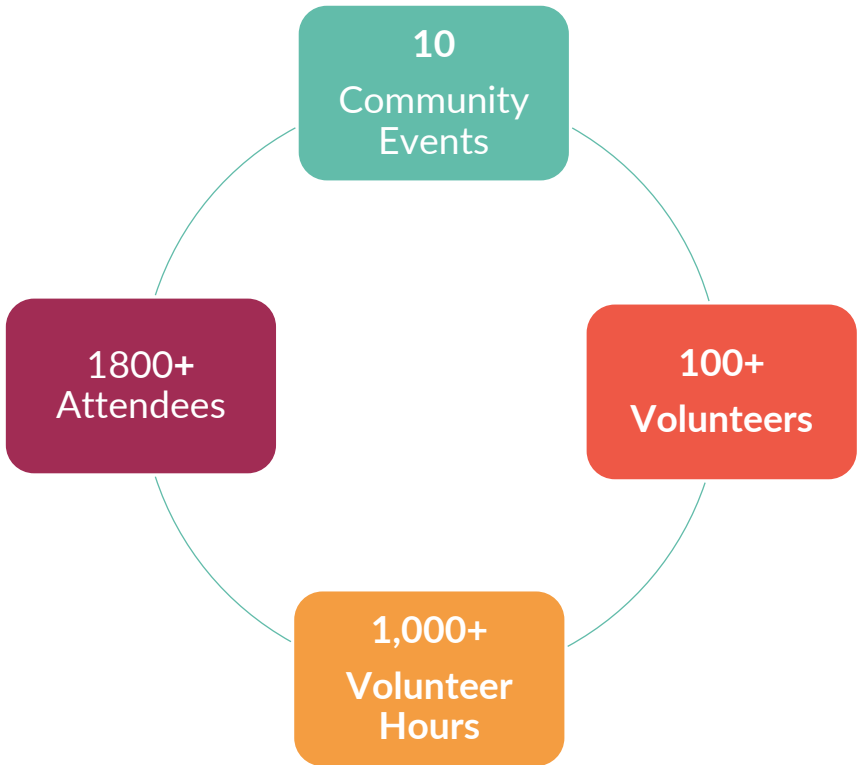 10
Community
Events
100+
Volunteers
1,000+
Volunteer
Hours
1800+
Attendees